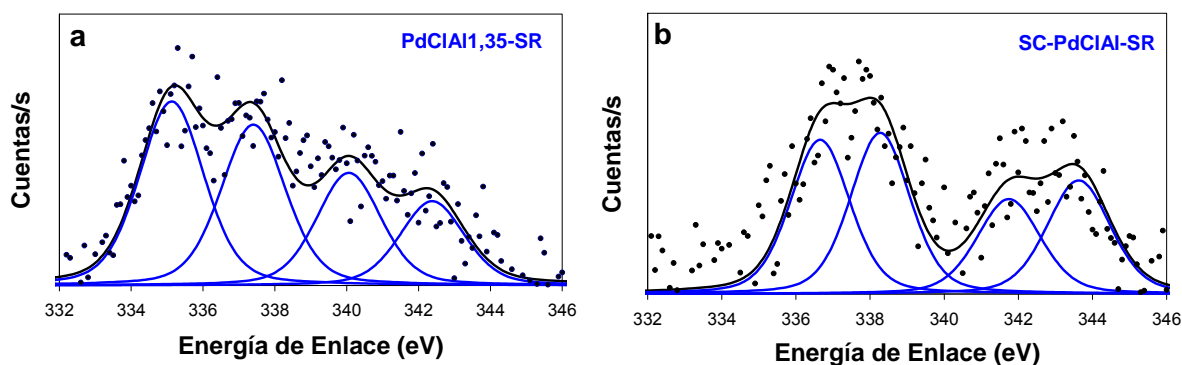 a
PdClAl1,35-SR
Cuentas/s
332 334 336 338 340 342 344 346
Energía de Enlace (eV)
b
SC-PdClAl-SR
Cuentas/s
332 334 336 338 340 342 344 346
Energía de Enlace (eV)